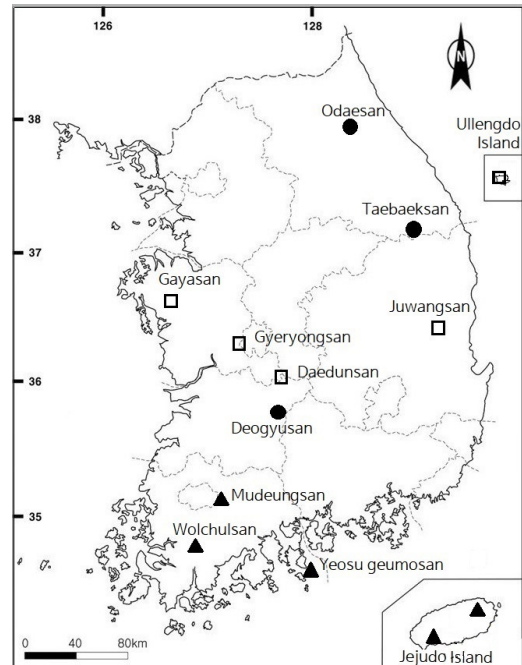 126
128
N
38
Odaesan
Ullengdo
Island
Taebaeksan
37
Gayasan
Juwangsan
Gyeryongsan
Daedunsan
36
Deogyusan
Mudeungsan
35
Wolchulsan
Yeosu geumosan
0
40
80km
Jejudo Island